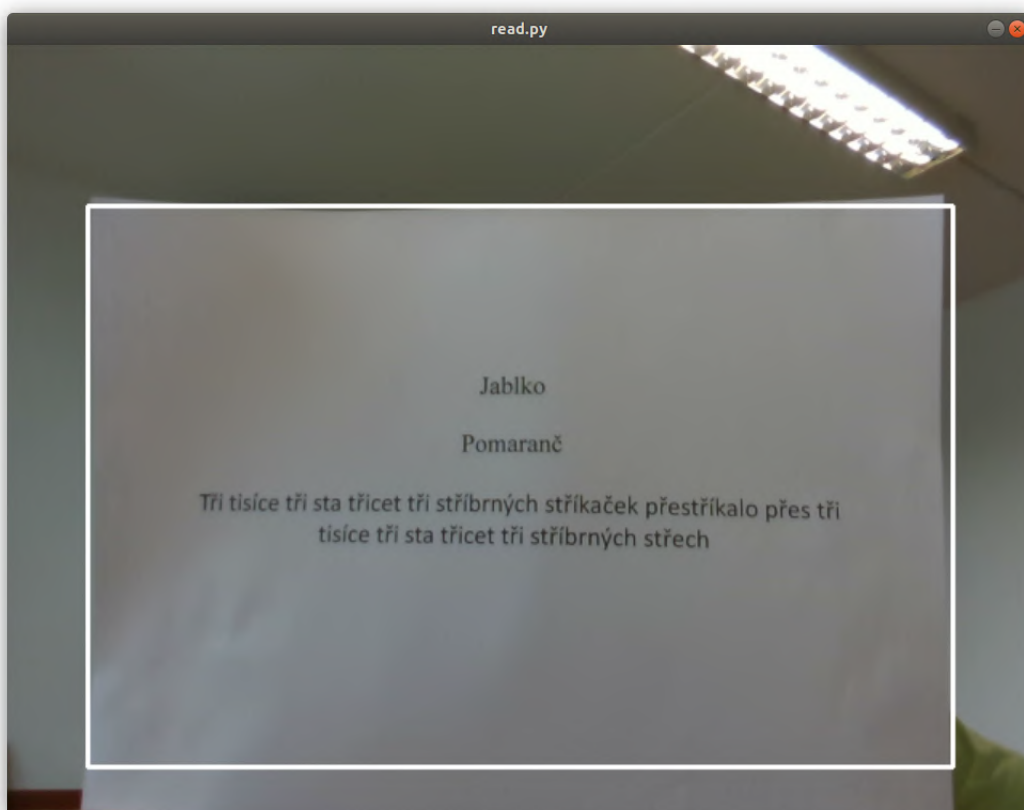 read.py
Jablko
Pomaranč
Tři tisíce tři sta třicet tři stříbrných stříkaček přestříkalo přes tři
tisíce tři sta třicet tři stříbrných střech